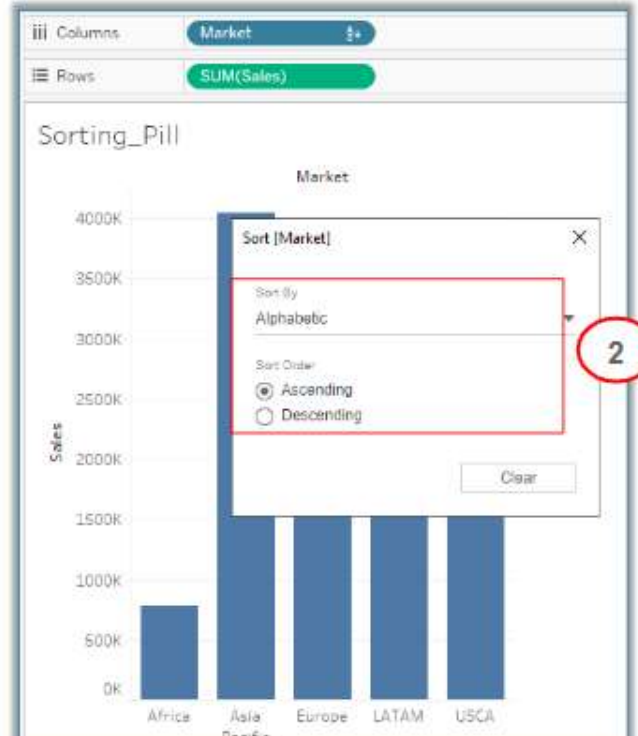 iii Columns Market
Rows SUM(Sales)
Sorting_Pill
Market
4000K
Sort [Market]
3500K
Sort By
Alphabetic
3000K
Sort Order
2
Ascending
2500K
Descending
Sales
2000K
Clear
1500K
1000K
500K
0K
Africa Asia Europe LATAM USCA
Pacific